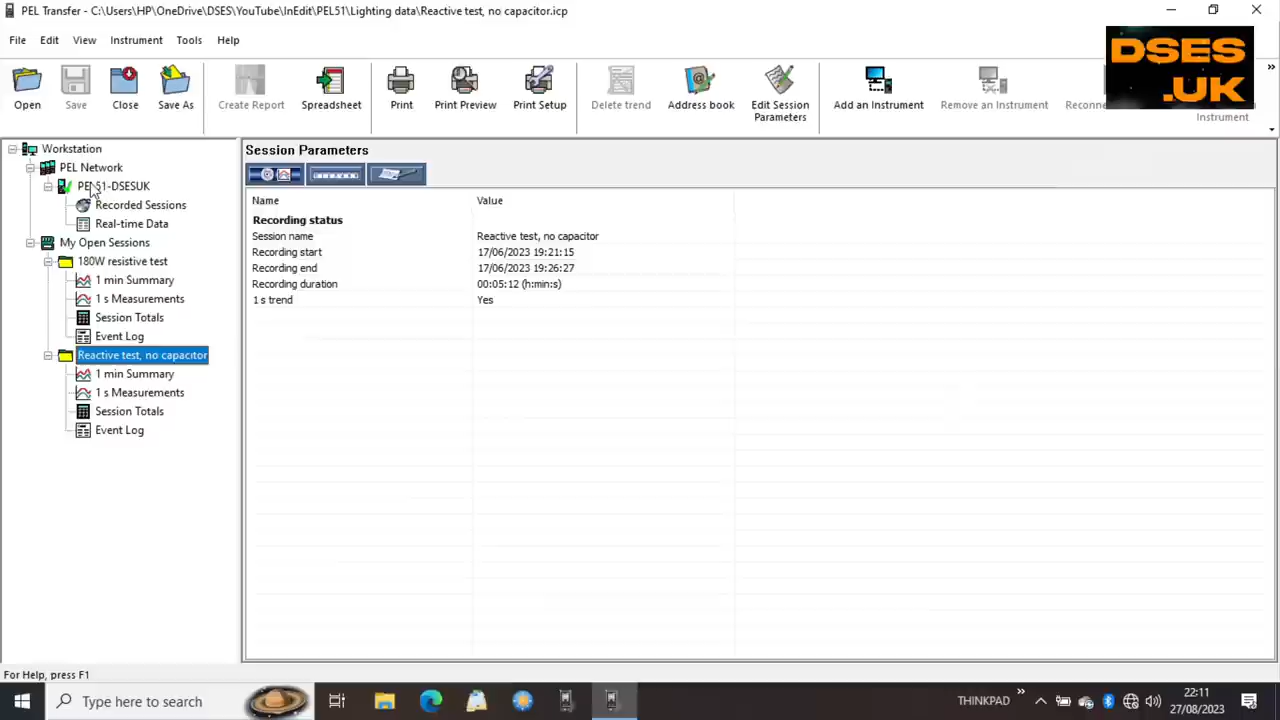 PEL Transfer - C:\Users\HP\OneDrive\DSES\YouTube\InEdit\PEL51\Lighting data\Reactive test, no capacitor.icp
File Edit View Instrument Tools Help
DSES
.UK
Open Save Close Save As Create Report Spreadsheet Print Print Preview Print Setup Delete trend Address book Edit Session Parameters Add an Instrument Remove an Instrument Instrument
Workstation
PEL Network
PEL51-DSESUK
Recorded Sessions
Real-time Data
My Open Sessions
180W resistive test
1 min Summary
1 s Measurements
Session Totals
Event Log
Reactive test, no capacitor
1 min Summary
1 s Measurements
Session Totals
Event Log
Session Parameters
Name Value
Recording status
Session name Reactive test, no capacitor
Recording start 17/06/2023 19:21:15
Recording end 17/06/2023 19:26:27
Recording duration 00:05:12 (h:min:s)
1 s trend Yes
For Help, press F1
Type here to search
THINKPAD
22:11
27/08/2023